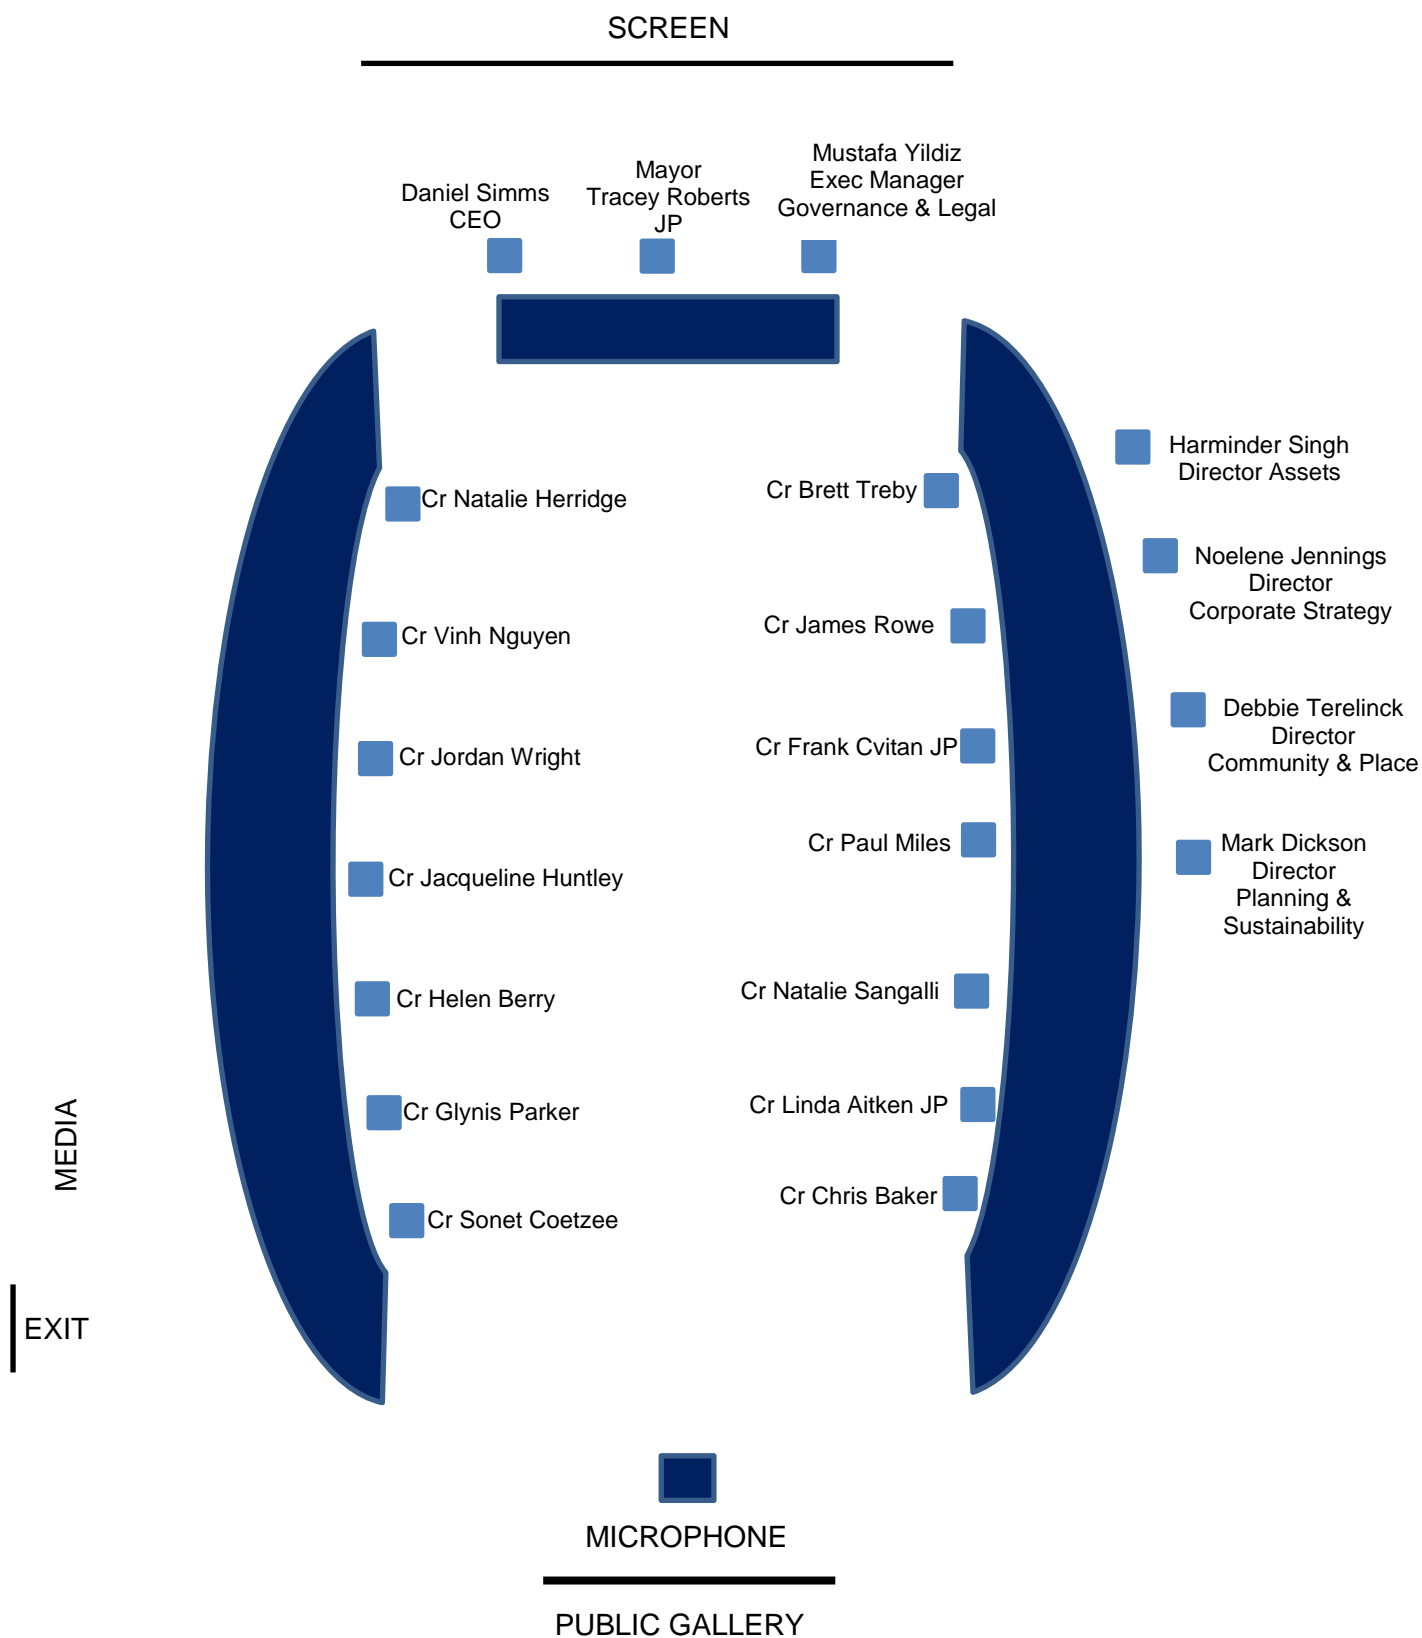 SCREEN
Daniel Simms
CEO
Mayor
Tracey Roberts
JP
Mustafa Yildiz
Exec Manager
Governance & Legal
Cr Natalie Herridge
Cr Vinh Nguyen
Cr Jordan Wright
Cr Jacqueline Huntley
Cr Helen Berry
Cr Glynis Parker
Cr Sonet Coetzee
Cr Brett Treby
Cr James Rowe
Cr Frank Cvitan JP
Cr Paul Miles
Cr Natalie Sangalli
Cr Linda Aitken JP
Cr Chris Baker
Harminder Singh
Director Assets
Noelene Jennings
Director
Corporate Strategy
Debbie Terelinck
Director
Community & Place
Mark Dickson
Director
Planning &
Sustainability
MEDIA
EXIT
MICROPHONE
PUBLIC GALLERY